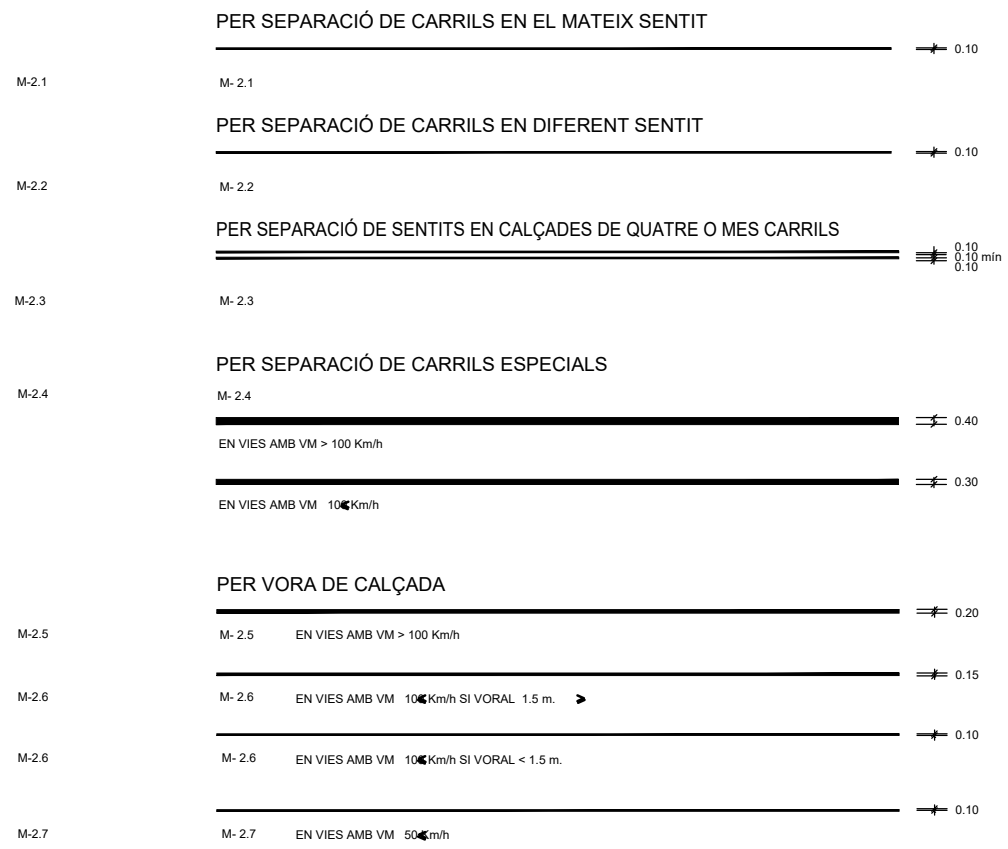 PER SEPARACIÓ DE CARRILS EN EL MATEIX SENTIT
0.10
M-2.1 M- 2.1
PER SEPARACIÓ DE CARRILS EN DIFERENT SENTIT
0.10
M-2.2 M- 2.2
PER SEPARACIÓ DE SENTITS EN CALÇADES DE QUATRE O MES CARRILS
0.10
0.10 mín
0.10
M-2.3 M- 2.3
PER SEPARACIÓ DE CARRILS ESPECIALS
M-2.4 M- 2.4
0.40
EN VIES AMB VM > 100 Km/h
0.30
EN VIES AMB VM 100 Km/h
PER VORA DE CALÇADA
0.20
M-2.5 M- 2.5 EN VIES AMB VM > 100 Km/h
0.15
M-2.6 M- 2.6 EN VIES AMB VM 100 Km/h SI VORAL 1.5 m. >
0.10
M-2.6 M- 2.6 EN VIES AMB VM 100 Km/h SI VORAL < 1.5 m.
0.10
M-2.7 M- 2.7 EN VIES AMB VM 50 Km/h